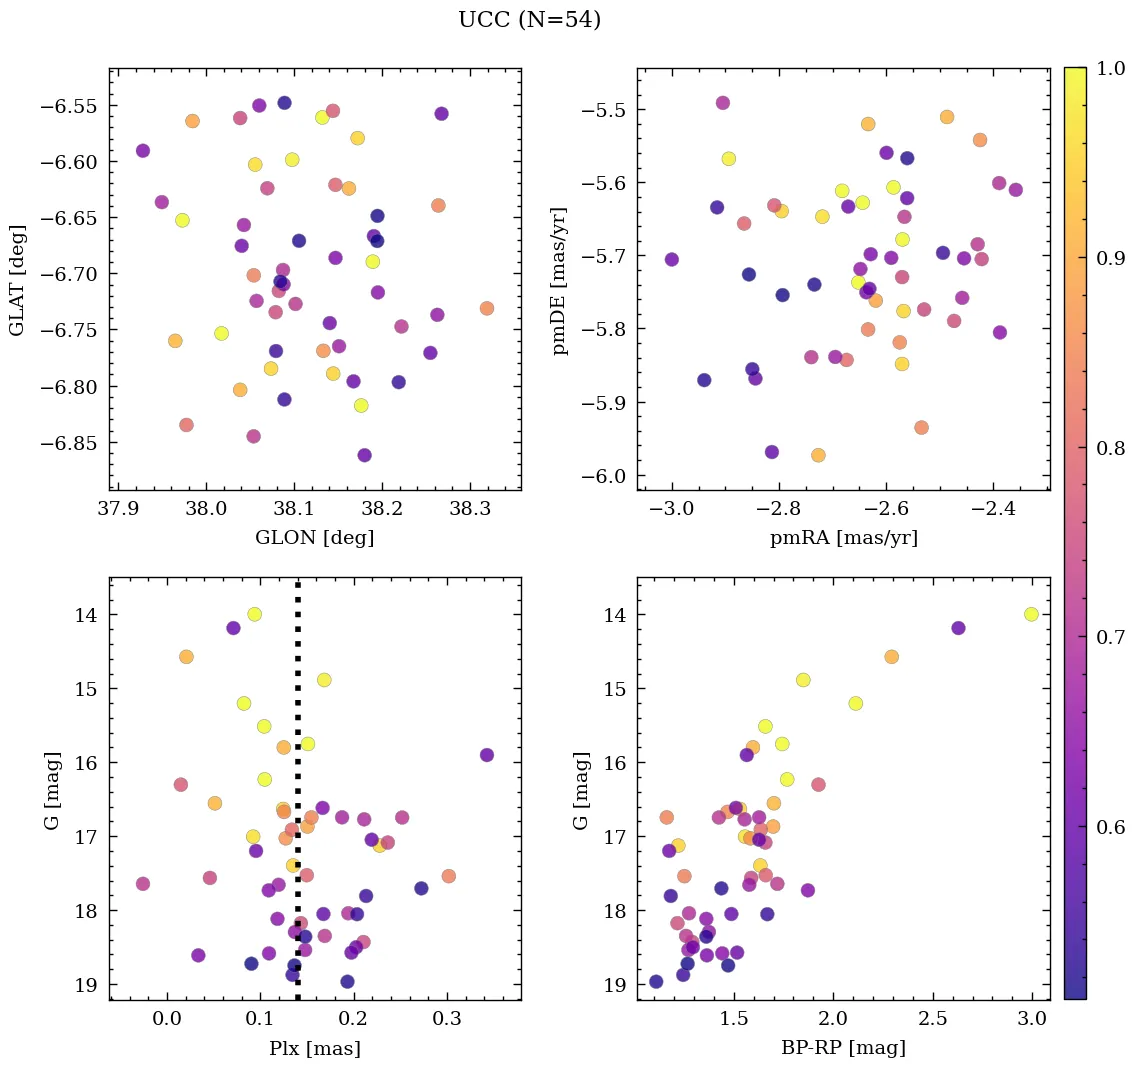 UCC (N=54)
−6.55
−6.60
−6.65
−6.70
−6.75
−6.80
−6.85
GLAT [deg]
37.9 38.0 38.1 38.2 38.3
GLON [deg]
−5.5
−5.6
−5.7
−5.8
−5.9
−6.0
pmDE [mas/yr]
−3.0 −2.8 −2.6 −2.4
pmRA [mas/yr]
14
15
16
17
18
19
G [mag]
0.0 0.1 0.2 0.3
Plx [mas]
14
15
16
17
18
19
G [mag]
1.5 2.0 2.5 3.0
BP-RP [mag]
1.0
0.9
0.8
0.7
0.6